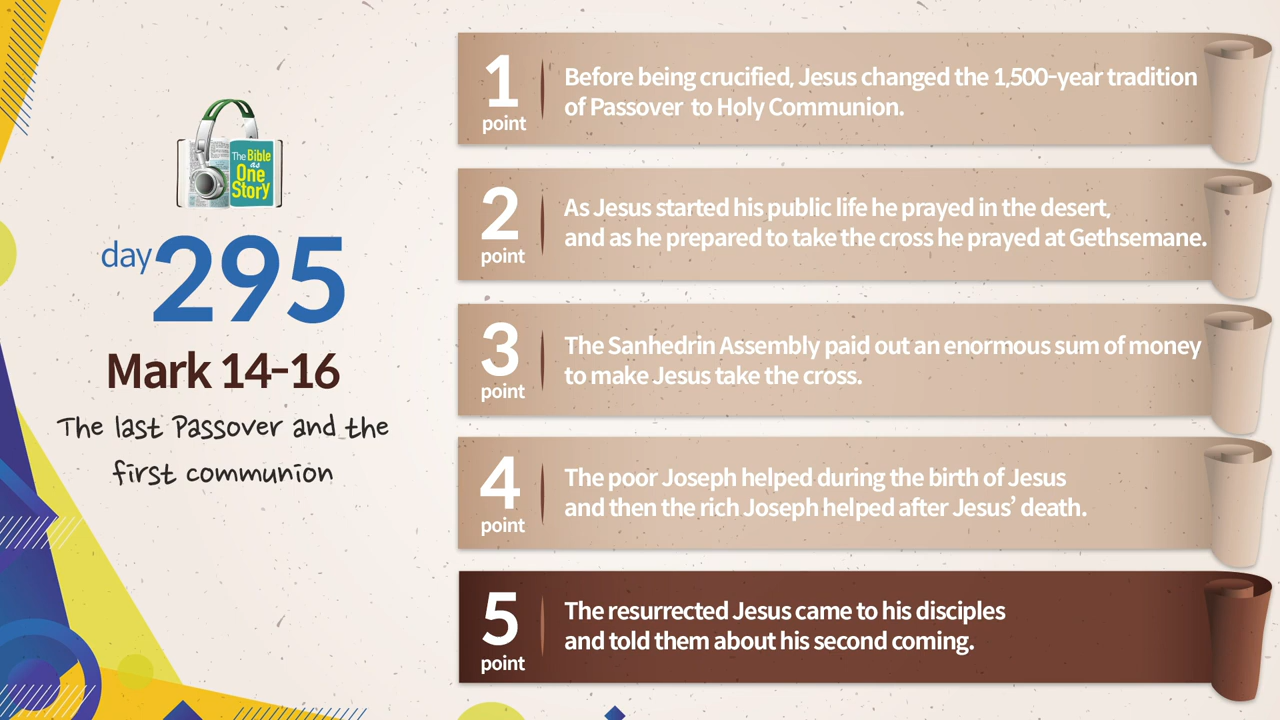 The Bible
as
One
Story
day 295
Mark 14-16
The last Passover and the
first communion
1
point
Before being crucified, Jesus changed the 1,500-year tradition
of Passover to Holy Communion.
2
point
As Jesus started his public life he prayed in the desert,
and as he prepared to take the cross he prayed at Gethsemane.
3
point
The Sanhedrin Assembly paid out an enormous sum of money
to make Jesus take the cross.
4
point
The poor Joseph helped during the birth of Jesus
and then the rich Joseph helped after Jesus’ death.
5
point
The resurrected Jesus came to his disciples
and told them about his second coming.